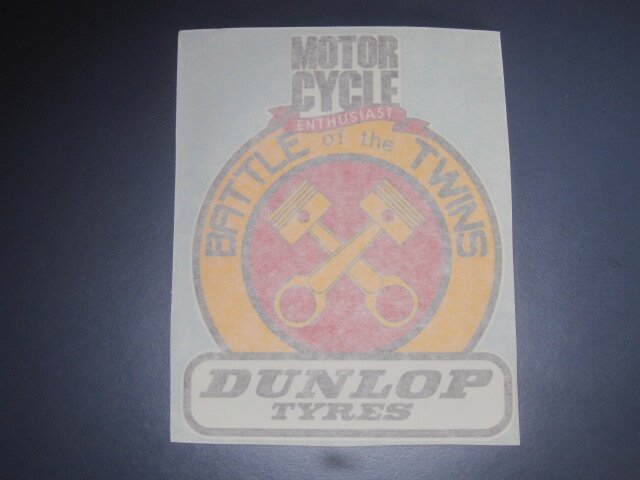 MOTOR
CYCLE
ENTHUSIAST
BATTLE of the TWINS
DUNLOP
TYRES